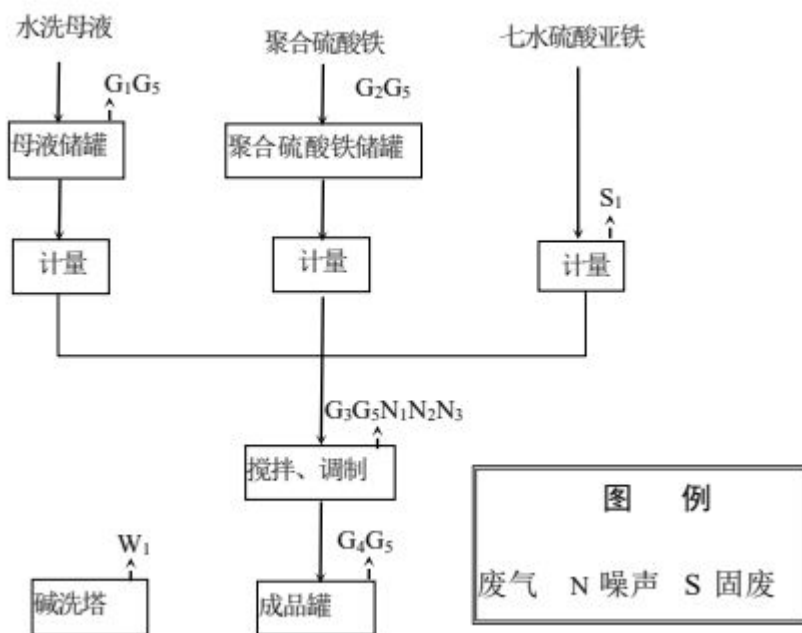 水洗母液
聚合硫酸铁
七水硫酸亚铁
G₁G₅
G₂G₅
母液储罐
聚合硫酸铁储罐
S₁
计量
计量
计量
G₃G₅N₁N₂N₃
搅拌、调制
图 例
W₁
G₄G₅
废气 N 噪声 S 固废
碱洗塔
成品罐